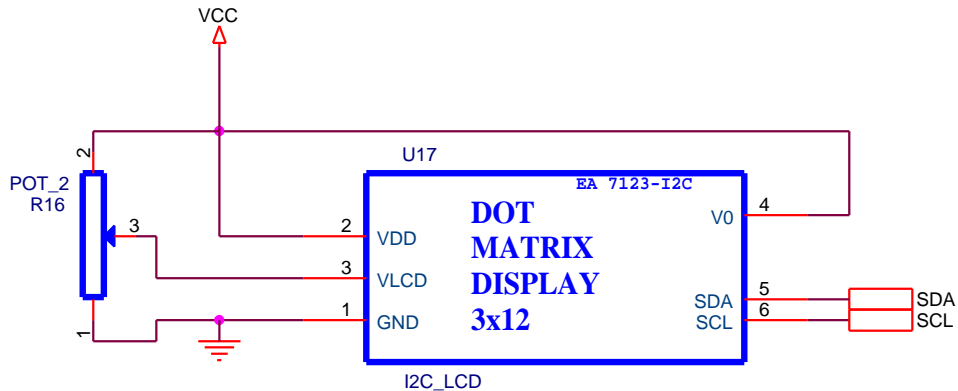 VCC
U17
EA 7123-I2C
2
POT_2
R16
3
1
DOT
MATRIX
DISPLAY
3x12
2
VDD
3
VLCD
1
GND
V0
4
SDA
5
SDA
SCL
6
SCL
I2C_LCD